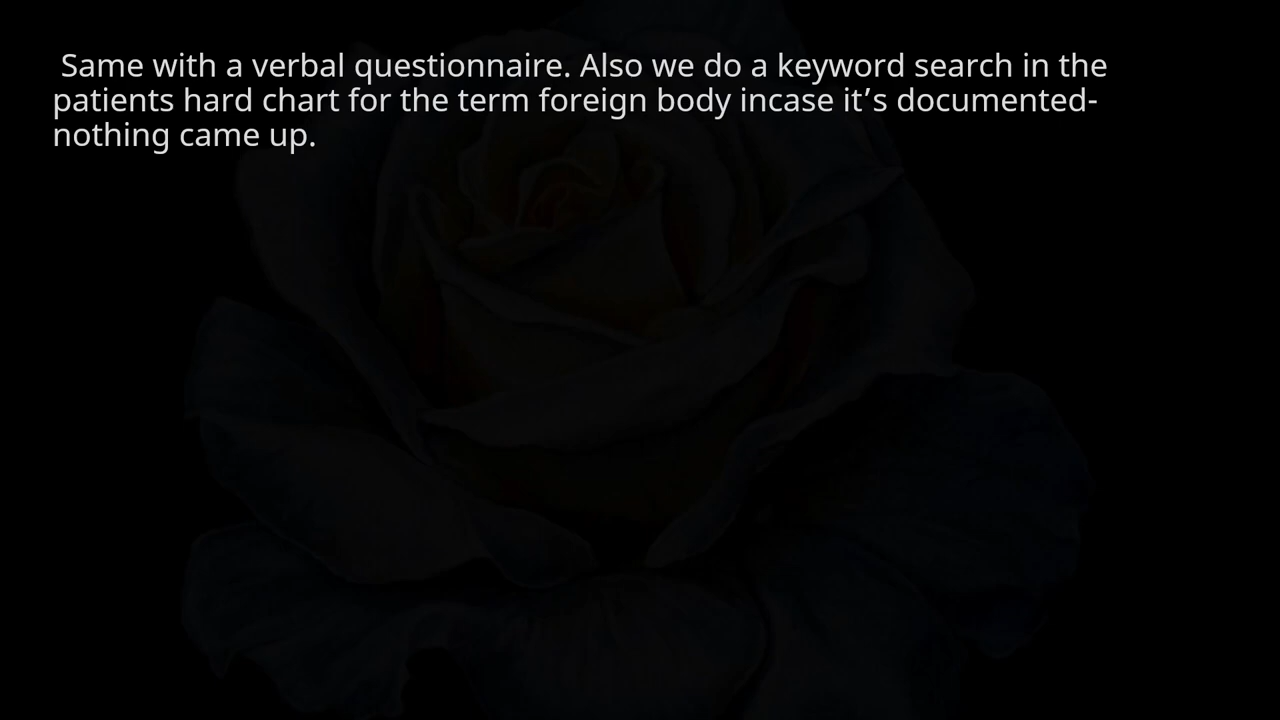 Same with a verbal questionnaire. Also we do a keyword search in the
patients hard chart for the term foreign body incase it’s documented-
nothing came up.